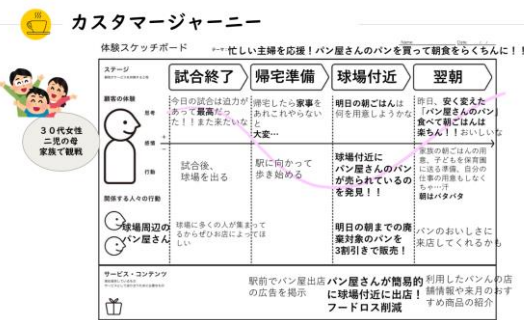 カスタマージャーニー
体験スケッチボード
忙しい主婦を応援！パン屋さんのパンを買って朝食をらくちんに！！
ステージ
試合終了
帰宅準備
球場付近
翌朝
顧客の体験
思考
感情
行動
３０代女性
二児の母
家族で観戦
今日の試合は迫力が
あって最高だっ
た！！また来たいな
帰宅したら家事を
あれこれやらない
と
大変…
明日の朝ごはんは
何を用意しようかな
昨日、安く変えた
「パン屋さんのパン」
食べて朝ごはんは
楽ちん！！おいしいな
試合後、
球場を出る
駅に向かって
歩き始める
球場付近に
パン屋さんのパン
が売られているの
を発見！！
家族の朝ごはんの用
意、子どもを保育園
に送る準備、自分の
仕事の用意もしなく
ちゃ…汗
朝はバタバタ
関係する人々の行動
球場周辺の
パン屋さん
球場に多くの人が集まって
るからぜひお店によってほ
しい
明日の朝までの廃
棄対象のパンを
3割引きで販売！
パンのおいしさに
来店してくれるかも
サービス・コンテンツ
駅前でパン屋出店
の広告を掲示
パン屋さんが簡易的
に球場付近に出店！
フードロス削減
利用したパンの店
舗情報や来月のおす
すめ商品の紹介